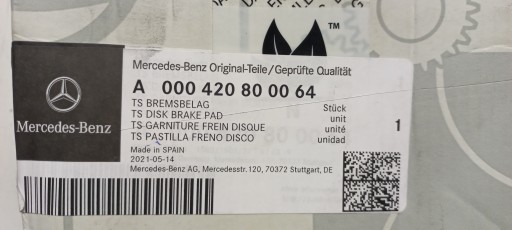 ™
Mercedes-Benz Original-Teile/Geprüfte Qualität
A 000 420 80 00 64
TS BREMSBELAG Stück
TS DISK BRAKE PAD unit
TS GARNITURE FREIN DISQUE unité 1
TS PASTILLA FRENO DISCO unidad
Made in SPAIN
2021-05-14
Mercedes-Benz AG, Mercedesstr.120, 70372 Stuttgart, DE
Mercedes-Benz